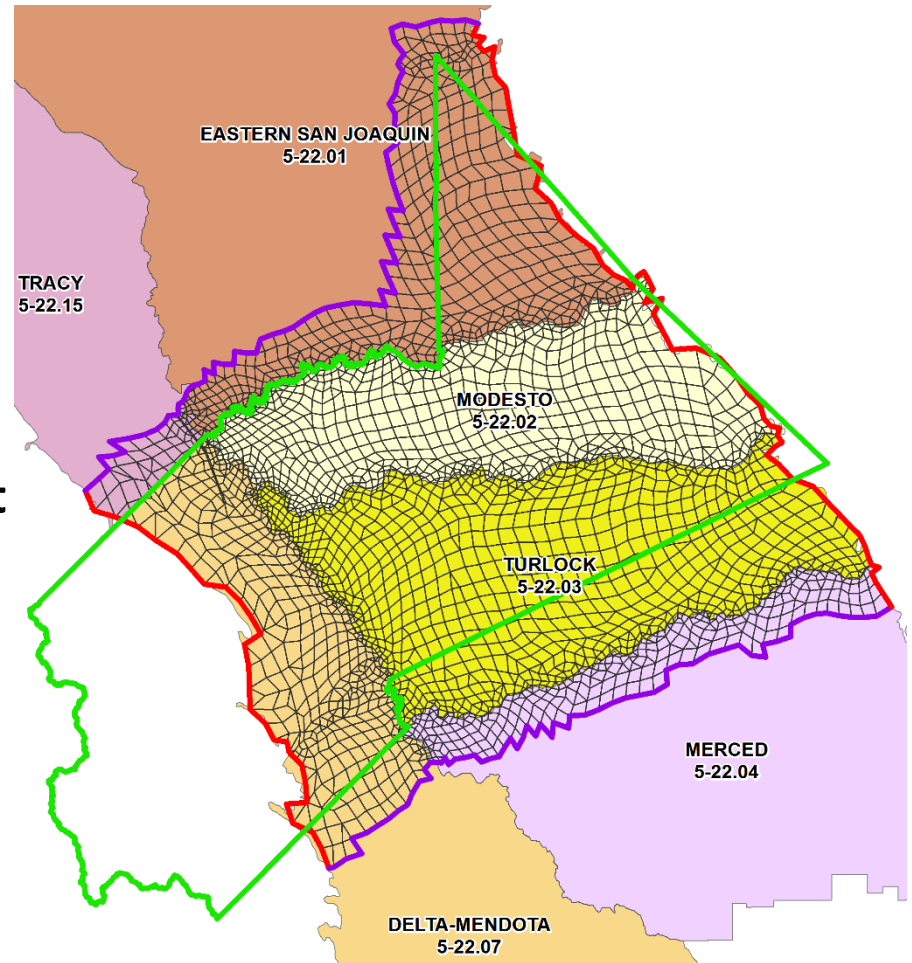 EASTERN SAN JOAQUIN
5-22.01
TRACY
5-22.15
MODESTO
5-22.02
t
TURLOCK
5-22.03
MERCED
5-22.04
DELTA-MENDOTA
5-22.07